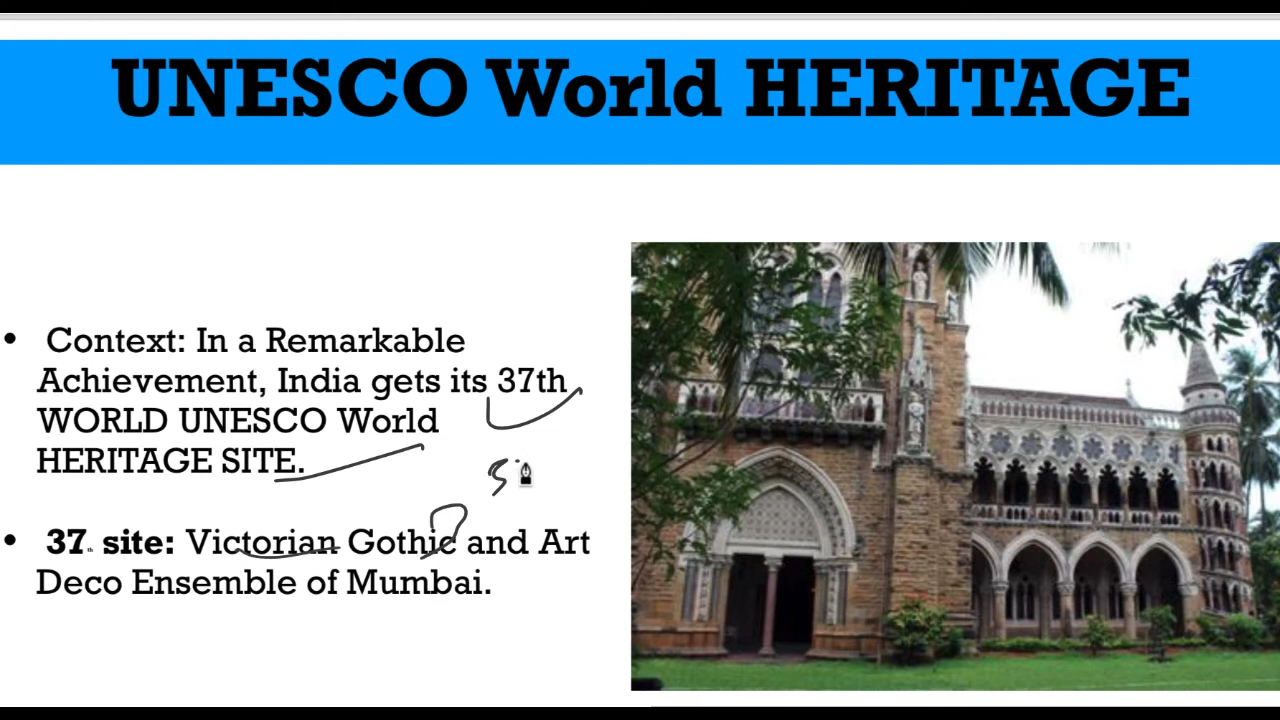 UNESCO World HERITAGE
• Context: In a Remarkable
Achievement, India gets its 37th
WORLD UNESCO World
HERITAGE SITE.
• 37th site: Victorian Gothic and Art
Deco Ensemble of Mumbai.